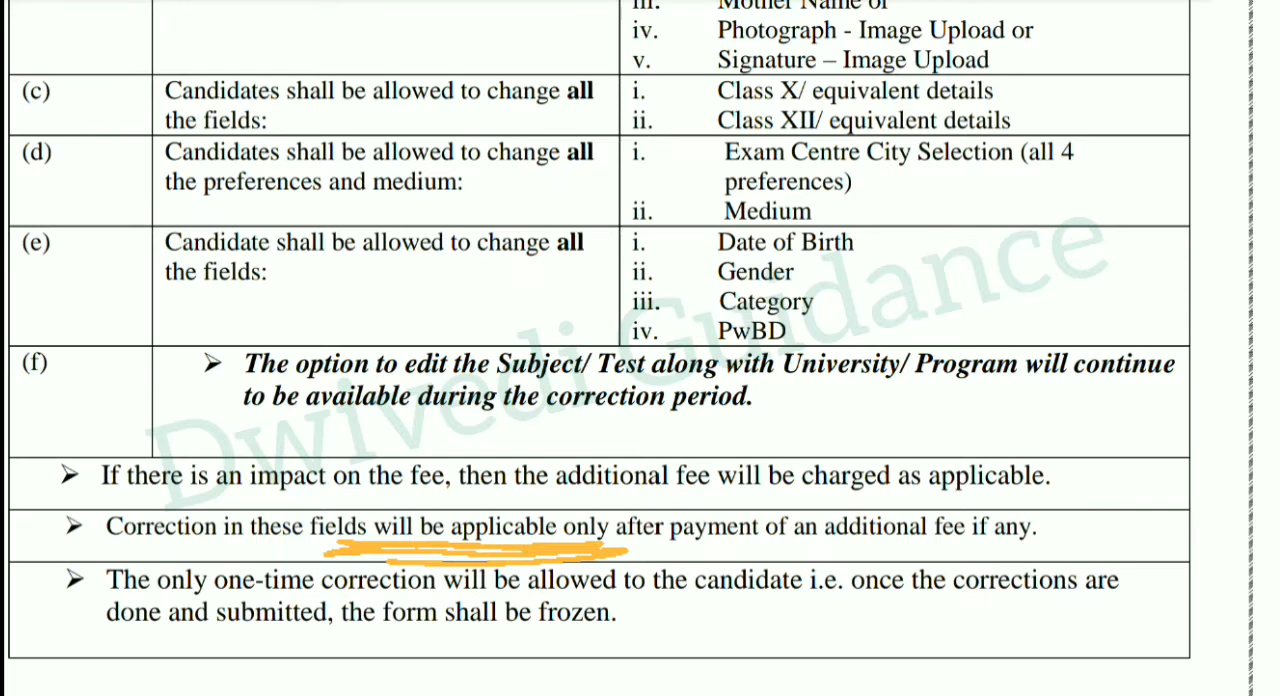 iii. Mother Name or
iv. Photograph - Image Upload or
v. Signature – Image Upload
(c) Candidates shall be allowed to change all the fields:
i. Class X/ equivalent details
ii. Class XII/ equivalent details
(d) Candidates shall be allowed to change all the preferences and medium:
i. Exam Centre City Selection (all 4 preferences)
ii. Medium
(e) Candidate shall be allowed to change all the fields:
i. Date of Birth
ii. Gender
iii. Category
iv. PwBD
(f) ➢ The option to edit the Subject/ Test along with University/ Program will continue
to be available during the correction period.
➢ If there is an impact on the fee, then the additional fee will be charged as applicable.
➢ Correction in these fields will be applicable only after payment of an additional fee if any.
➢ The only one-time correction will be allowed to the candidate i.e. once the corrections are
done and submitted, the form shall be frozen.
Dwivedi Guidance